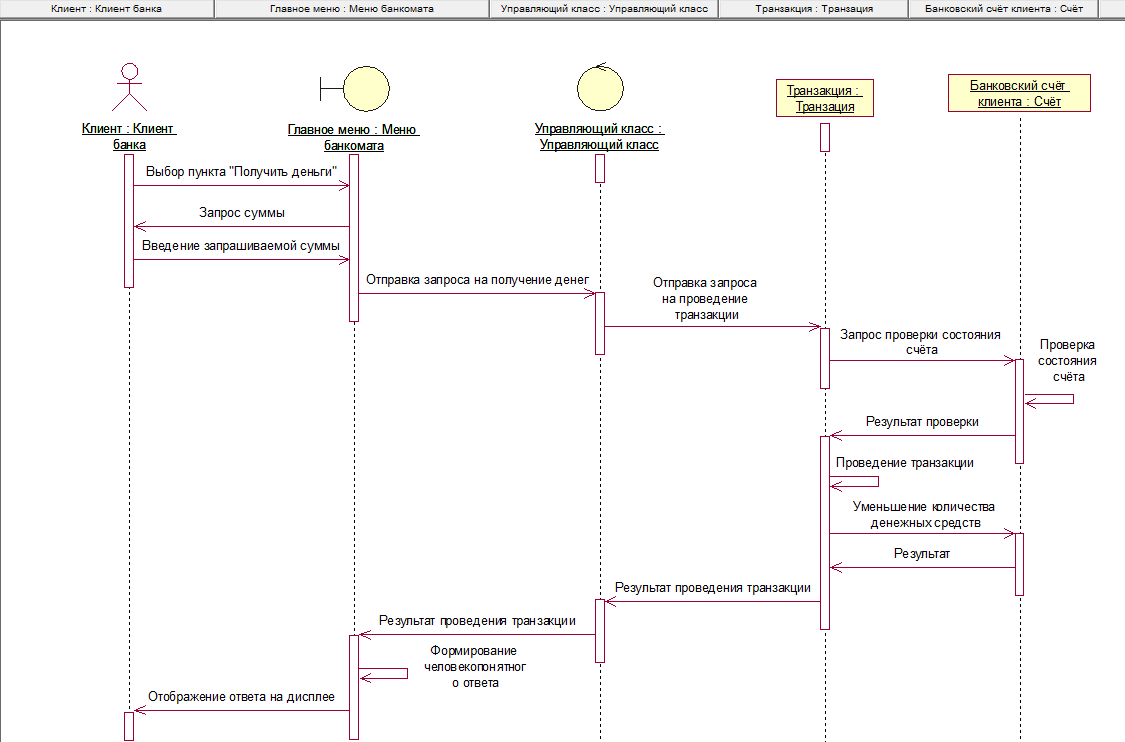 Клиент : Клиент банка
Главное меню : Меню банкомата
Управляющий класс : Управляющий класс
Транзакция : Транзация
Банковский счёт клиента : Счёт
Клиент : Клиент
банка
Главное меню : Меню
банкомата
Управляющий класс :
Управляющий класс
Транзакция :
Транзация
Банковский счёт
клиента : Счёт
Выбор пункта "Получить деньги"
Запрос суммы
Введение запрашиваемой суммы
Отправка запроса на получение денег
Отправка запроса
на проведение
транзакции
Запрос проверки состояния
счёта
Проверка
состояния
счёта
Результат проверки
Проведение транзакции
Уменьшение количества
денежных средств
Результат
Результат проведения транзакции
Результат проведения транзакции
Формирование
человекопонятног
о ответа
Отображение ответа на дисплее